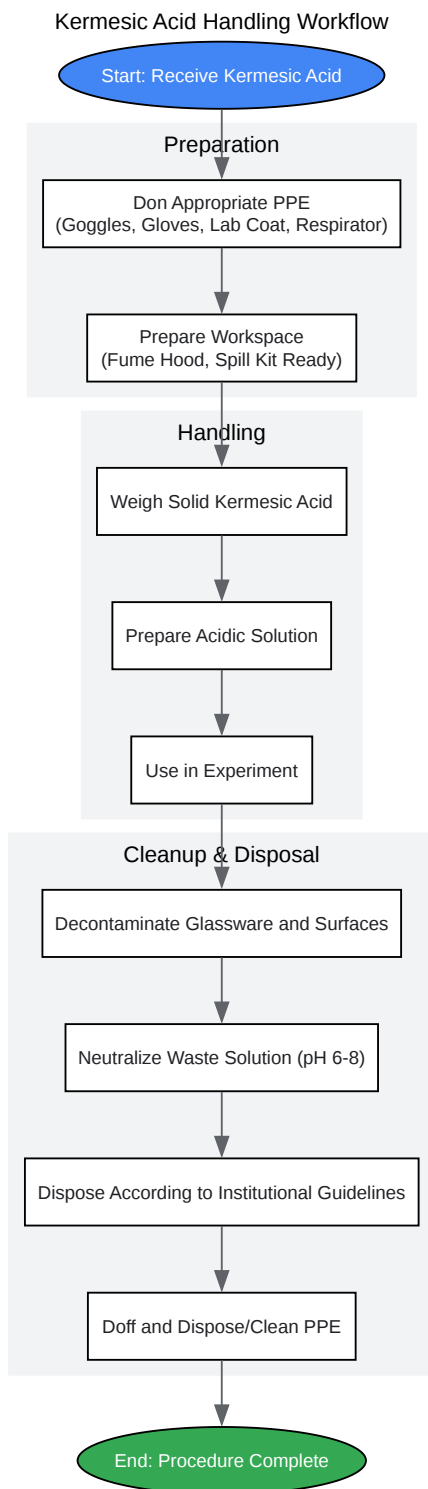 Kermesic Acid Handling Workflow
Start: Receive Kermesic Acid
Preparation
Don Appropriate PPE
(Goggles, Gloves, Lab Coat, Respirator)
Prepare Workspace
(Fume Hood, Spill Kit Ready)
Handling
Weigh Solid Kermesic Acid
Prepare Acidic Solution
Use in Experiment
Cleanup & Disposal
Decontaminate Glassware and Surfaces
Neutralize Waste Solution (pH 6-8)
Dispose According to Institutional Guidelines
Doff and Dispose/Clean PPE
End: Procedure Complete